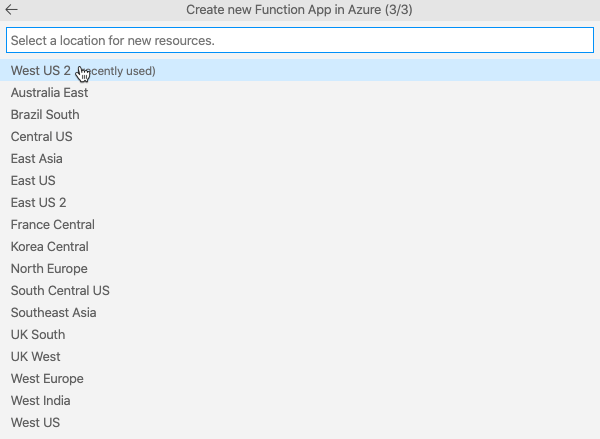 Create new Function App in Azure (3/3)
Select a location for new resources.
West US 2 (recently used)
Australia East
Brazil South
Central US
East Asia
East US
East US 2
France Central
Korea Central
North Europe
South Central US
Southeast Asia
UK South
UK West
West Europe
West India
West US